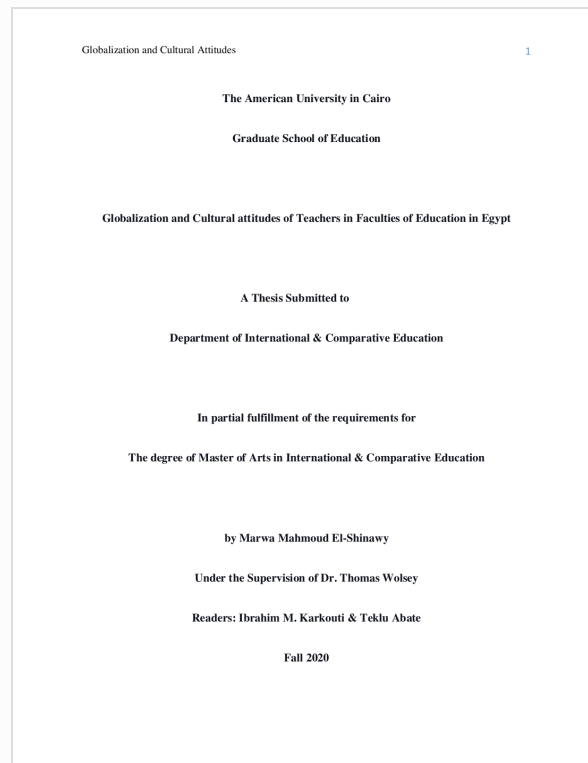 Globalization and Cultural Attitudes 1
The American University in Cairo
Graduate School of Education
Globalization and Cultural attitudes of Teachers in Faculties of Education in Egypt
A Thesis Submitted to
Department of International & Comparative Education
In partial fulfillment of the requirements for
The degree of Master of Arts in International & Comparative Education
by Marwa Mahmoud El-Shinawy
Under the Supervision of Dr. Thomas Wolsey
Readers: Ibrahim M. Karkouti & Teklu Abate
Fall 2020